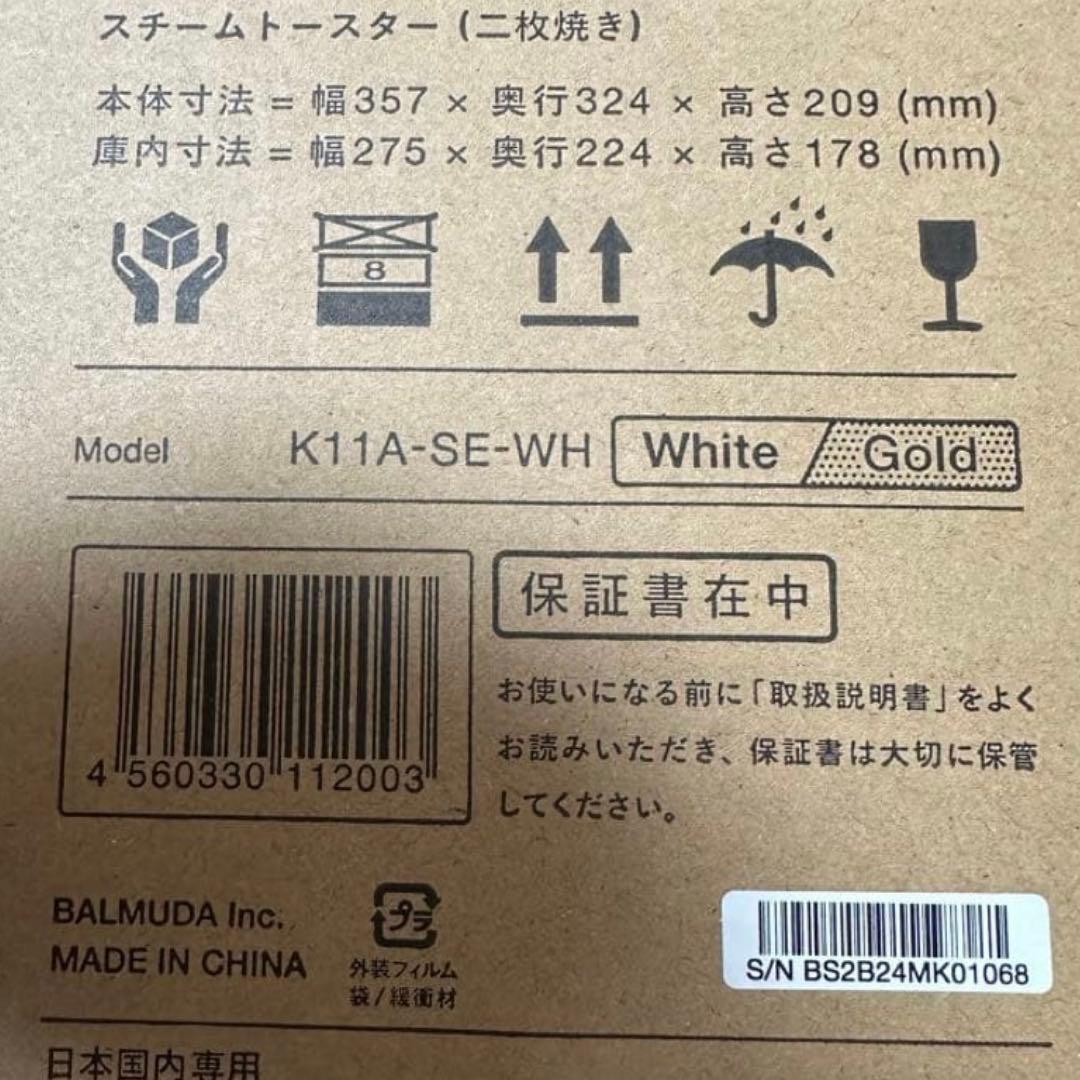 スチームトースター (二枚焼き)
本体寸法 = 幅357 × 奥行324 × 高さ209 (mm)
庫内寸法 = 幅275 × 奥行224 × 高さ178 (mm)
8
Model K11A-SE-WH White Gold
保証書在中
お使いになる前に「取扱説明書」をよく
お読みいただき、保証書は大切に保管
してください。
4 560330 112003
BALMUDA Inc.
MADE IN CHINA
プラ
外装フィルム
袋/緩衝材
S/N BS2B24MK01068
日本国内専用